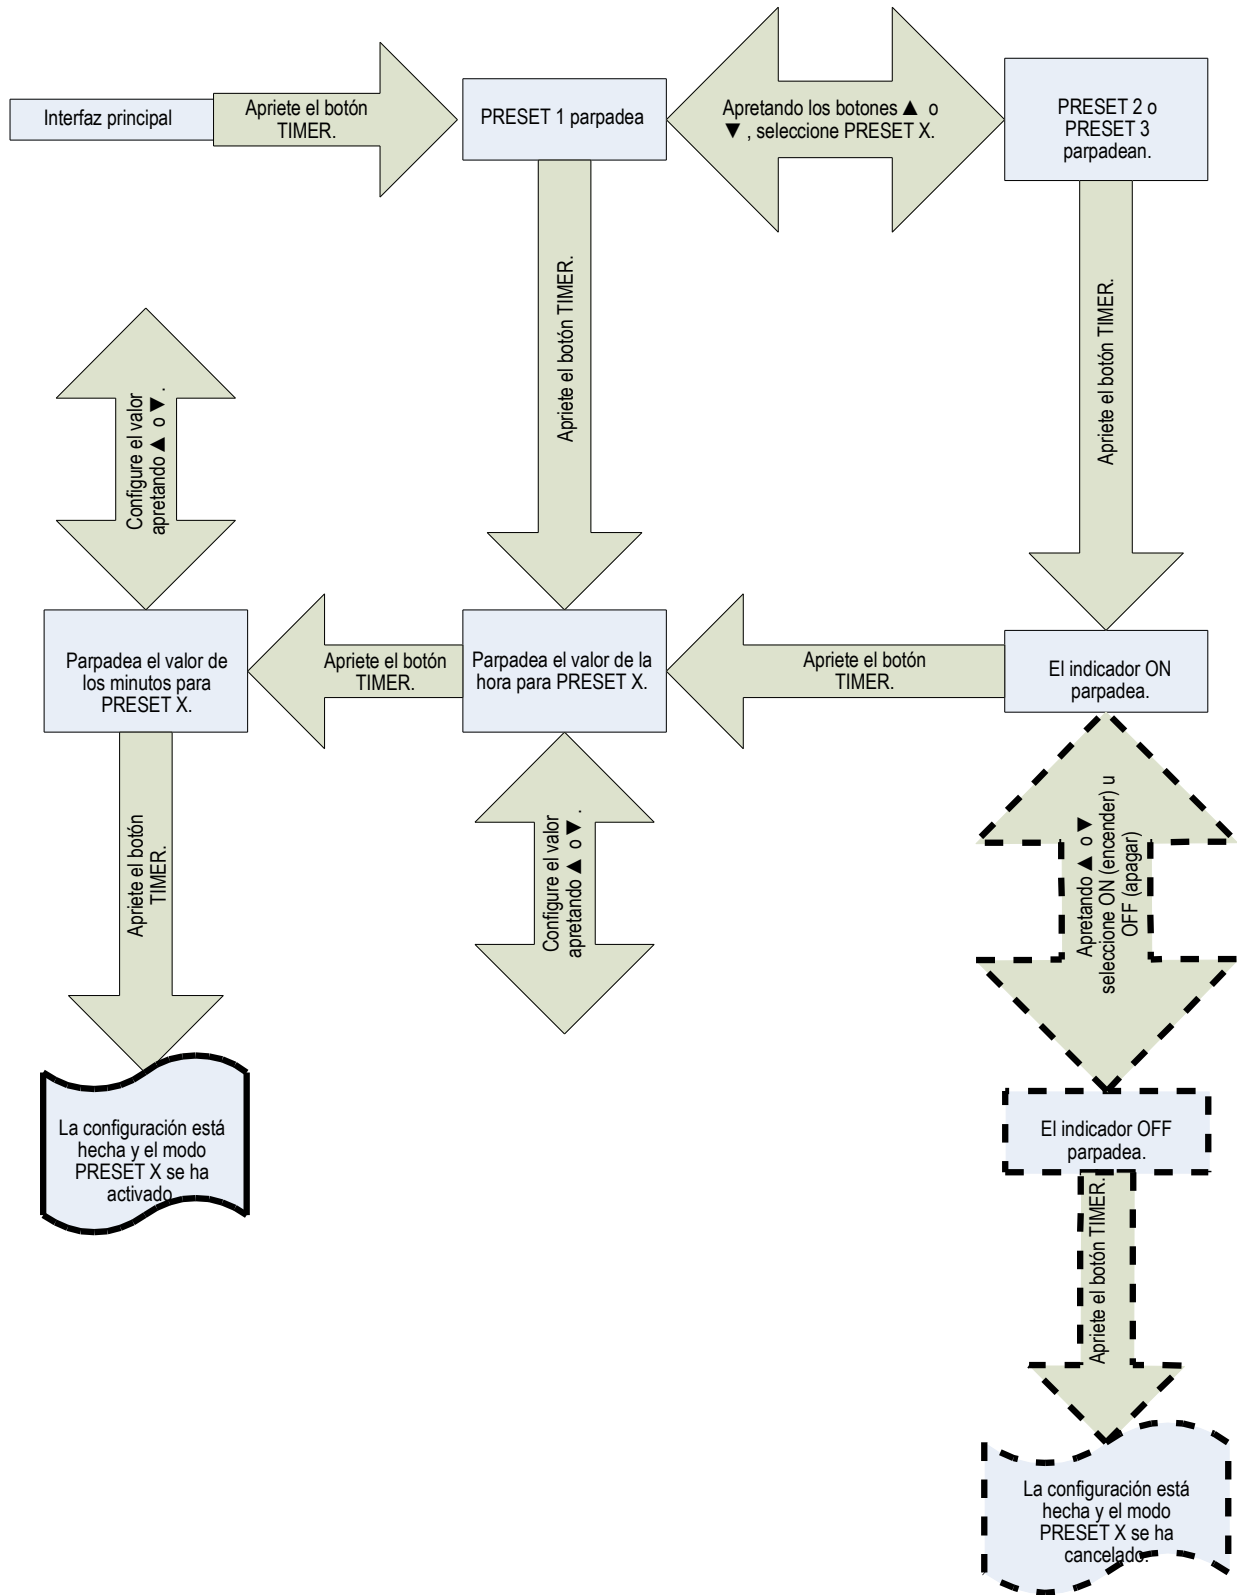 Interfaz principal
Apriete el botón
TIMER.
PRESET 1 parpadea
Apretando los botones ▲ o
▼ , seleccione PRESET X.
PRESET 2 o
PRESET 3
parpadean.
Apriete el botón TIMER.
Apriete el botón TIMER.
Configure el valor
apretando ▲ o ▼ .
Parpadea el valor de
los minutos para
PRESET X.
Apriete el botón
TIMER.
Parpadea el valor de la
hora para PRESET X.
Apriete el botón
TIMER.
El indicador ON
parpadea.
Apriete el botón
TIMER.
Configure el valor
apretando ▲ o ▼ .
Apretando ▲ o ▼
seleccione ON (encender) u
OFF (apagar)
La configuración está
hecha y el modo
PRESET X se ha
activado.
El indicador OFF
parpadea.
Apriete el botón TIMER.
La configuración está
hecha y el modo
PRESET X se ha
cancelado.